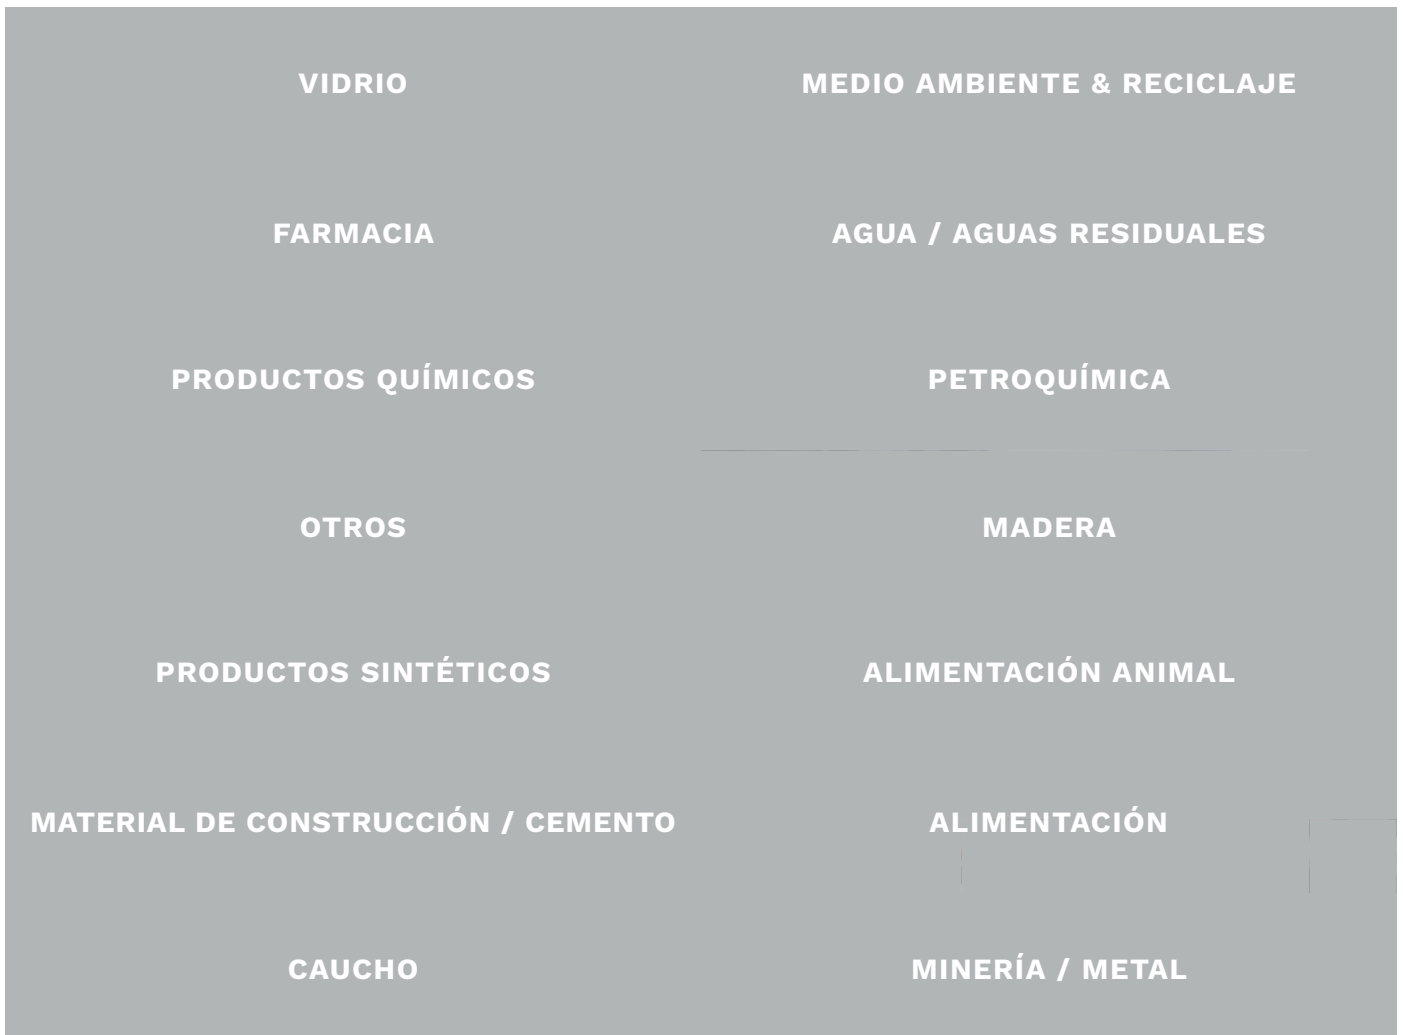 VIDRIO
MEDIO AMBIENTE & RECICLAJE
FARMACIA
AGUA / AGUAS RESIDUALES
PRODUCTOS QUÍMICOS
PETROQUÍMICA
OTROS
MADERA
PRODUCTOS SINTÉTICOS
ALIMENTACIÓN ANIMAL
MATERIAL DE CONSTRUCCIÓN / CEMENTO
ALIMENTACIÓN
CAUCHO
MINERÍA / METAL